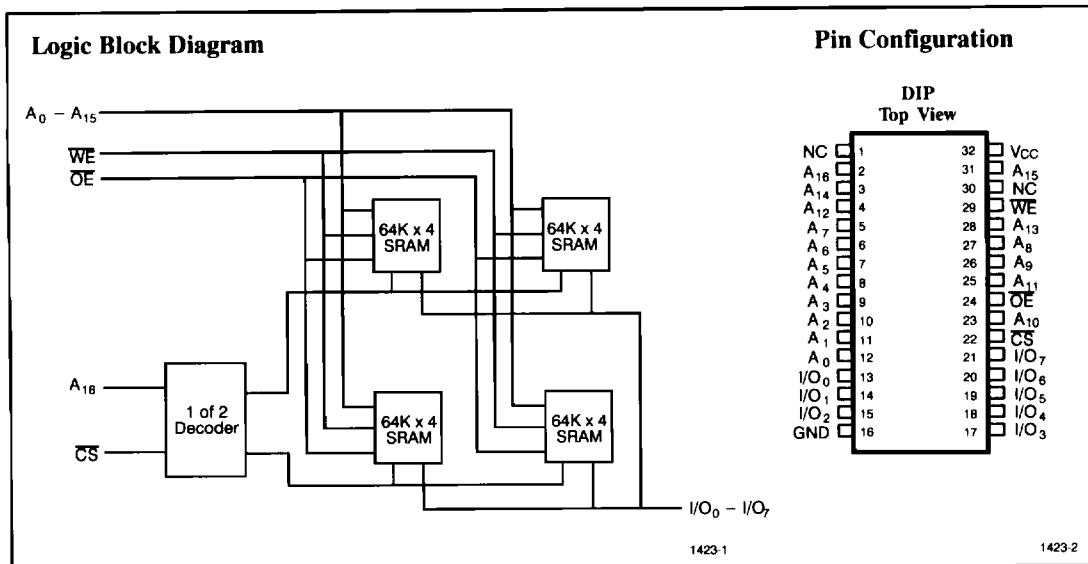 Logic Block Diagram
A0 – A15
WE
OE
64K x 4
SRAM
64K x 4
SRAM
A16
CS
1 of 2
Decoder
64K x 4
SRAM
64K x 4
SRAM
I/O0 – I/O7
1423-1
Pin Configuration
DIP
Top View
NC 1 32 VCC
A16 2 31 A15
A14 3 30 NC
A12 4 29 WE
A7 5 28 A13
A6 6 27 A8
A5 7 26 A9
A4 8 25 A11
A3 9 24 OE
A2 10 23 A10
A1 11 22 CS
A0 12 21 I/O7
I/O0 13 20 I/O6
I/O1 14 19 I/O5
I/O2 15 18 I/O4
GND 16 17 I/O3
1423-2